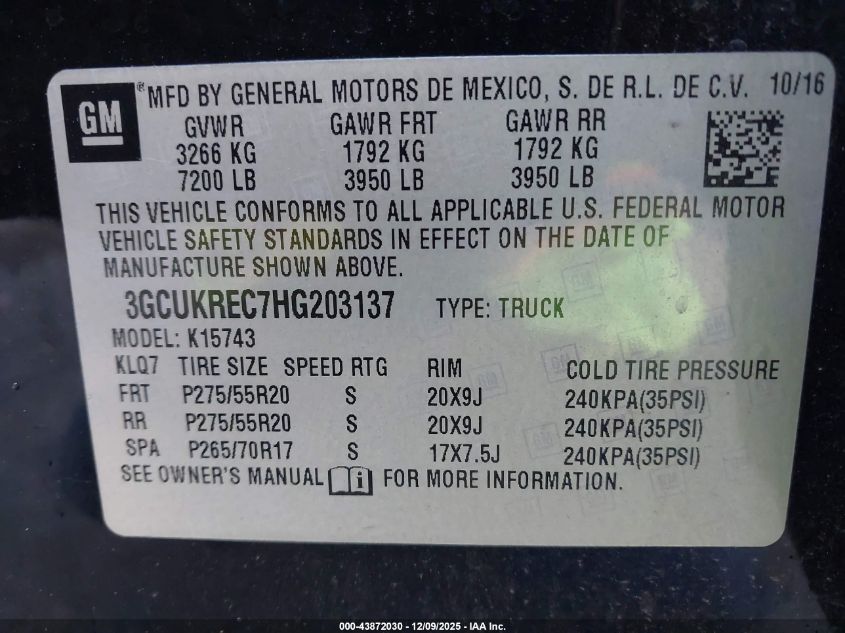 GM ® MFD BY GENERAL MOTORS DE MEXICO, S. DE R.L. DE C.V. 10/16
GVWR GAWR FRT GAWR RR
3266 KG 1792 KG 1792 KG
7200 LB 3950 LB 3950 LB
THIS VEHICLE CONFORMS TO ALL APPLICABLE U.S. FEDERAL MOTOR
VEHICLE SAFETY STANDARDS IN EFFECT ON THE DATE OF
MANUFACTURE SHOWN ABOVE.
3GCUKREC7HG203137 TYPE: TRUCK
MODEL: K15743
KLQ7 TIRE SIZE SPEED RTG RIM COLD TIRE PRESSURE
FRT P275/55R20 S 20X9J 240KPA(35PSI)
RR P275/55R20 S 20X9J 240KPA(35PSI)
SPA P265/70R17 S 17X7.5J 240KPA(35PSI)
SEE OWNER'S MANUAL i FOR MORE INFORMATION.
000-43872030 - 12/09/2025 - IAA Inc.